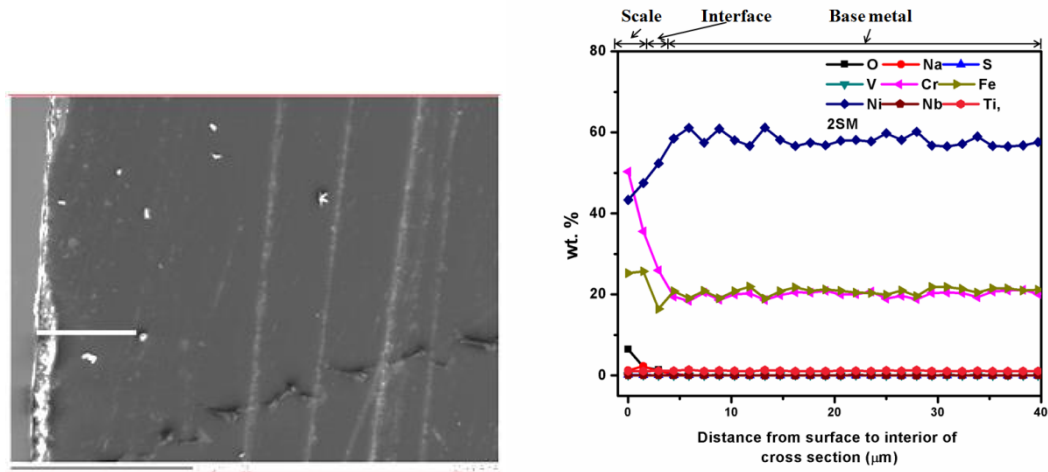 Scale Interface Base metal
80
60
40
20
0
wt. %
O Na S
V Cr Fe
Ni Nb Ti,
2SM
0 10 20 30 40
Distance from surface to interior of
cross section (μm)